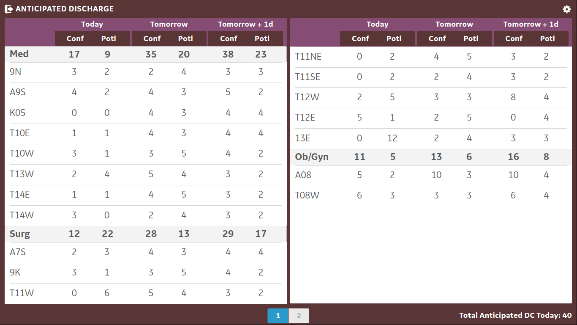 ANTICIPATED DISCHARGE
Today Tomorrow Tomorrow + 1d
Conf Potl Conf Potl Conf Potl
Med 17 9 35 20 38 23
9N 3 2 2 4 3 3
A9S 4 2 4 3 5 2
K05 0 0 4 3 4 4
T10E 1 1 4 3 4 4
T10W 3 1 3 5 4 2
T13W 2 4 5 4 3 2
T14E 1 1 4 5 3 2
T14W 3 0 2 4 3 2
Surg 12 22 28 13 29 17
A7S 2 3 4 3 4 4
9K 3 1 3 5 4 2
T11W 0 6 5 4 3 2
Today Tomorrow Tomorrow + 1d
Conf Potl Conf Potl Conf Potl
T11NE 0 2 4 5 3 2
T11SE 0 2 2 4 3 2
T12W 2 5 3 3 8 4
T12E 5 1 2 5 0 4
13E 0 12 2 4 3 3
Ob/Gyn 11 5 13 6 16 8
A08 5 2 10 3 10 4
T08W 6 3 3 3 6 4
1 2
Total Anticipated DC Today: 40